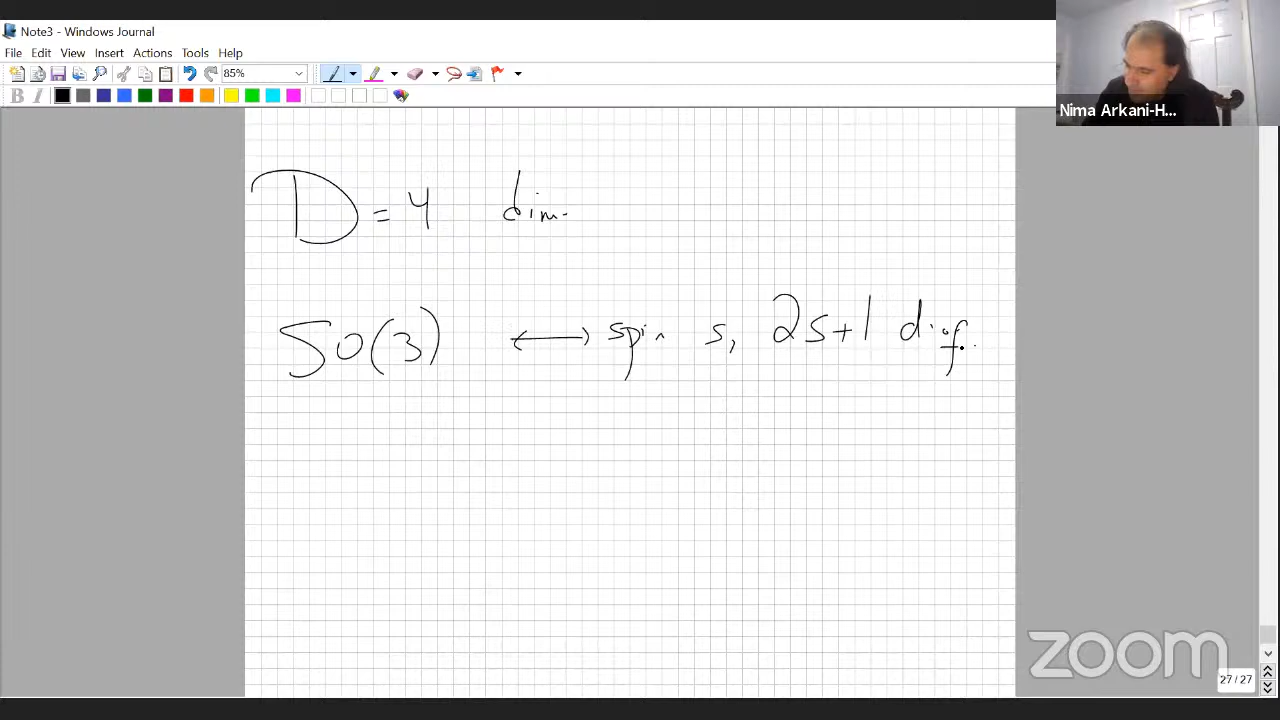 Note3 - Windows Journal
File Edit View Insert Actions Tools Help
85%
B I
Nima Arkani-H...
D = 4 dim.
SO(3) ⟷ spin s, 2s+1 d.o.f.
zoom
27 / 27